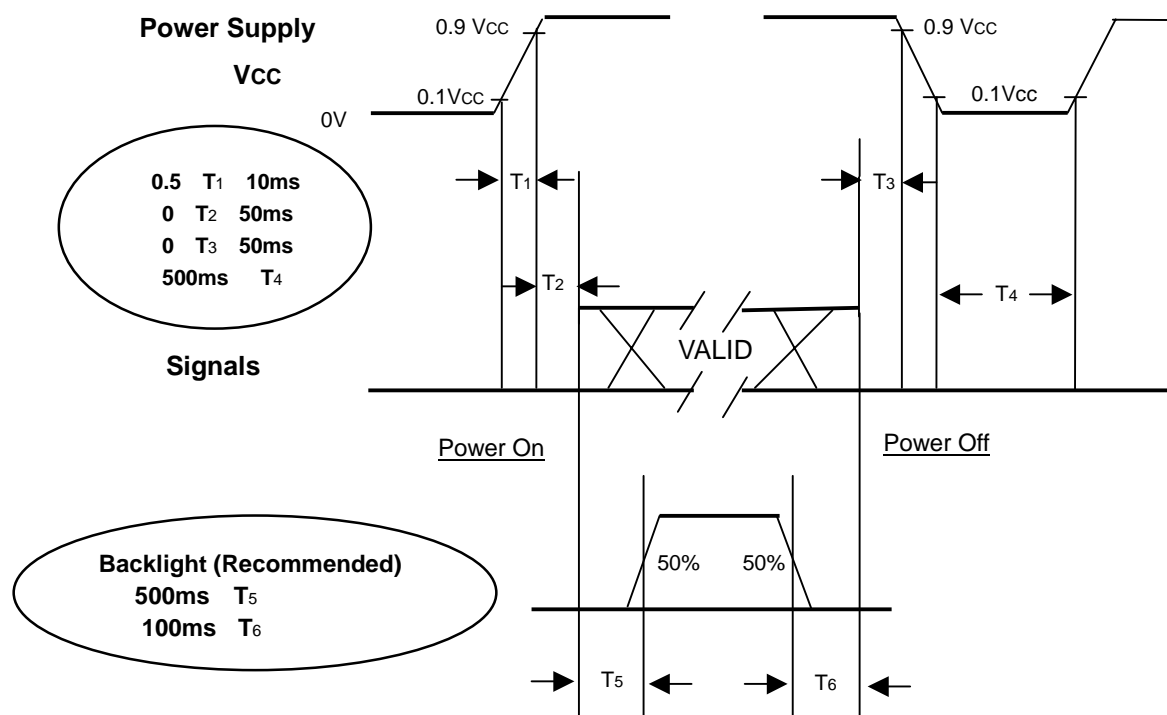 Power Supply
VCC
0.9 VCC
0.9 VCC
0.1VCC
0.1Vcc
0V
0.5 T1 10ms
0 T2 50ms
0 T3 50ms
500ms T4
T1
T3
T2
T4
Signals
VALID
Power On
Power Off
Backlight (Recommended)
500ms T5
100ms T6
50%
50%
T5
T6